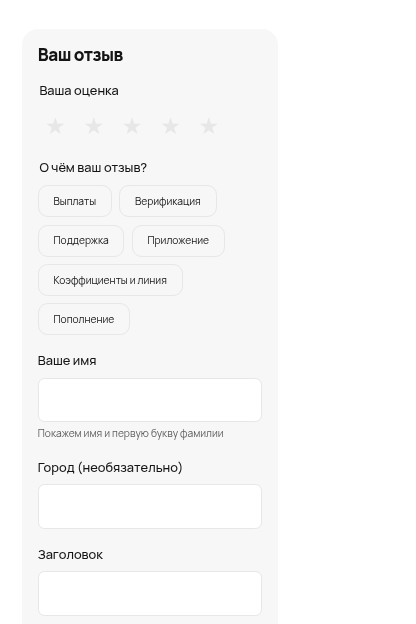 Ваш отзыв
Ваша оценка
О чём ваш отзыв?
Выплаты
Верификация
Поддержка
Приложение
Коэффициенты и линия
Пополнение
Ваше имя
Покажем имя и первую букву фамилии
Город (необязательно)
Заголовок